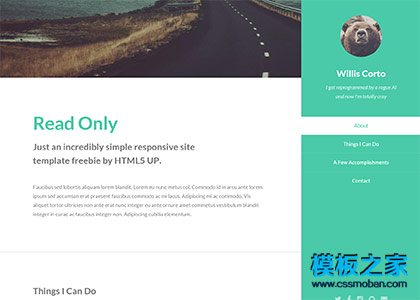 Read Only
Just an incredibly simple responsive site
template freebie by HTML5 UP.
Faucibus sed lobortis aliquam lorem blandit. Lorem eu nunc metus col. Commodo id in arcu ante lorem
ipsum sed accumsan erat praesent faucibus commodo ac mi lacus. Adipiscing mi ac commodo. Vis
aliquet tortor ultricies non ante erat nunc integer eu ante ornare amet commetus vestibulum blandit
integer in curae ac faucibus integer non. Adipiscing cubilia elementum.
Things I Can Do
Willis Corto
I got reprogrammed by a rogue AI
and now I'm totally cray
About
Things I Can Do
A Few Accomplishments
Contact
模板之家
www.cssmoban.com